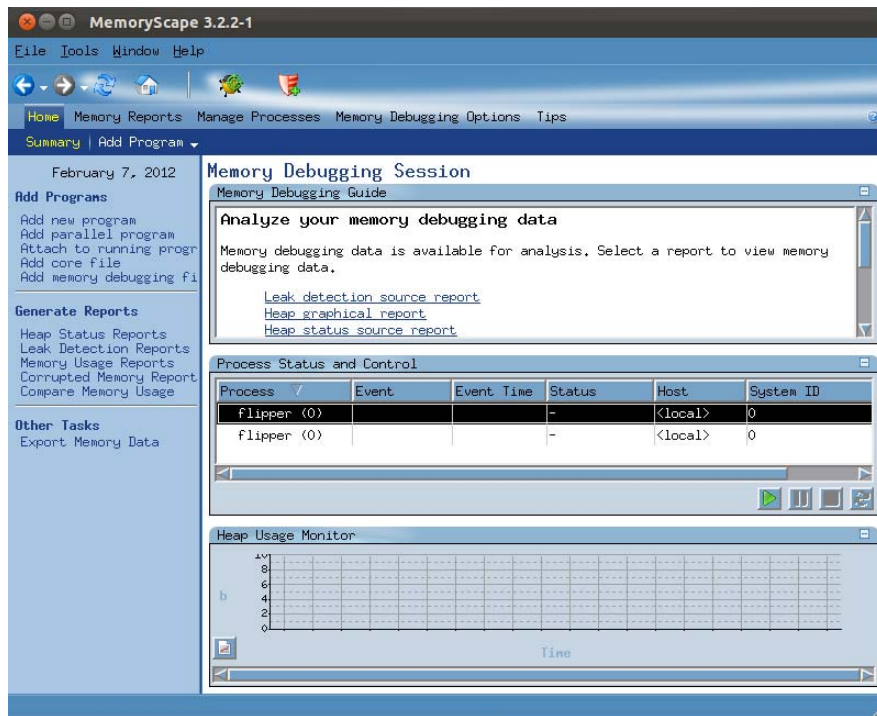 MemoryScape 3.2.2-1
File Tools Window Help
Home Memory Reports Manage Processes Memory Debugging Options Tips
Summary | Add Program
February 7, 2012
Add Programs
Add new program
Add parallel program
Attach to running progr
Add core file
Add memory debugging fi
Generate Reports
Heap Status Reports
Leak Detection Reports
Memory Usage Reports
Corrupted Memory Report
Compare Memory Usage
Other Tasks
Export Memory Data
Memory Debugging Session
Memory Debugging Guide
Analyze your memory debugging data
Memory debugging data is available for analysis. Select a report to view memory
debugging data.
Leak detection source report
Heap graphical report
Heap status source report
Process Status and Control
Process Event Event Time Status Host System ID
flipper (0) - <local> 0
flipper (0) - <local> 0
Heap Usage Monitor
10
8
6
b
4
2
0
Time